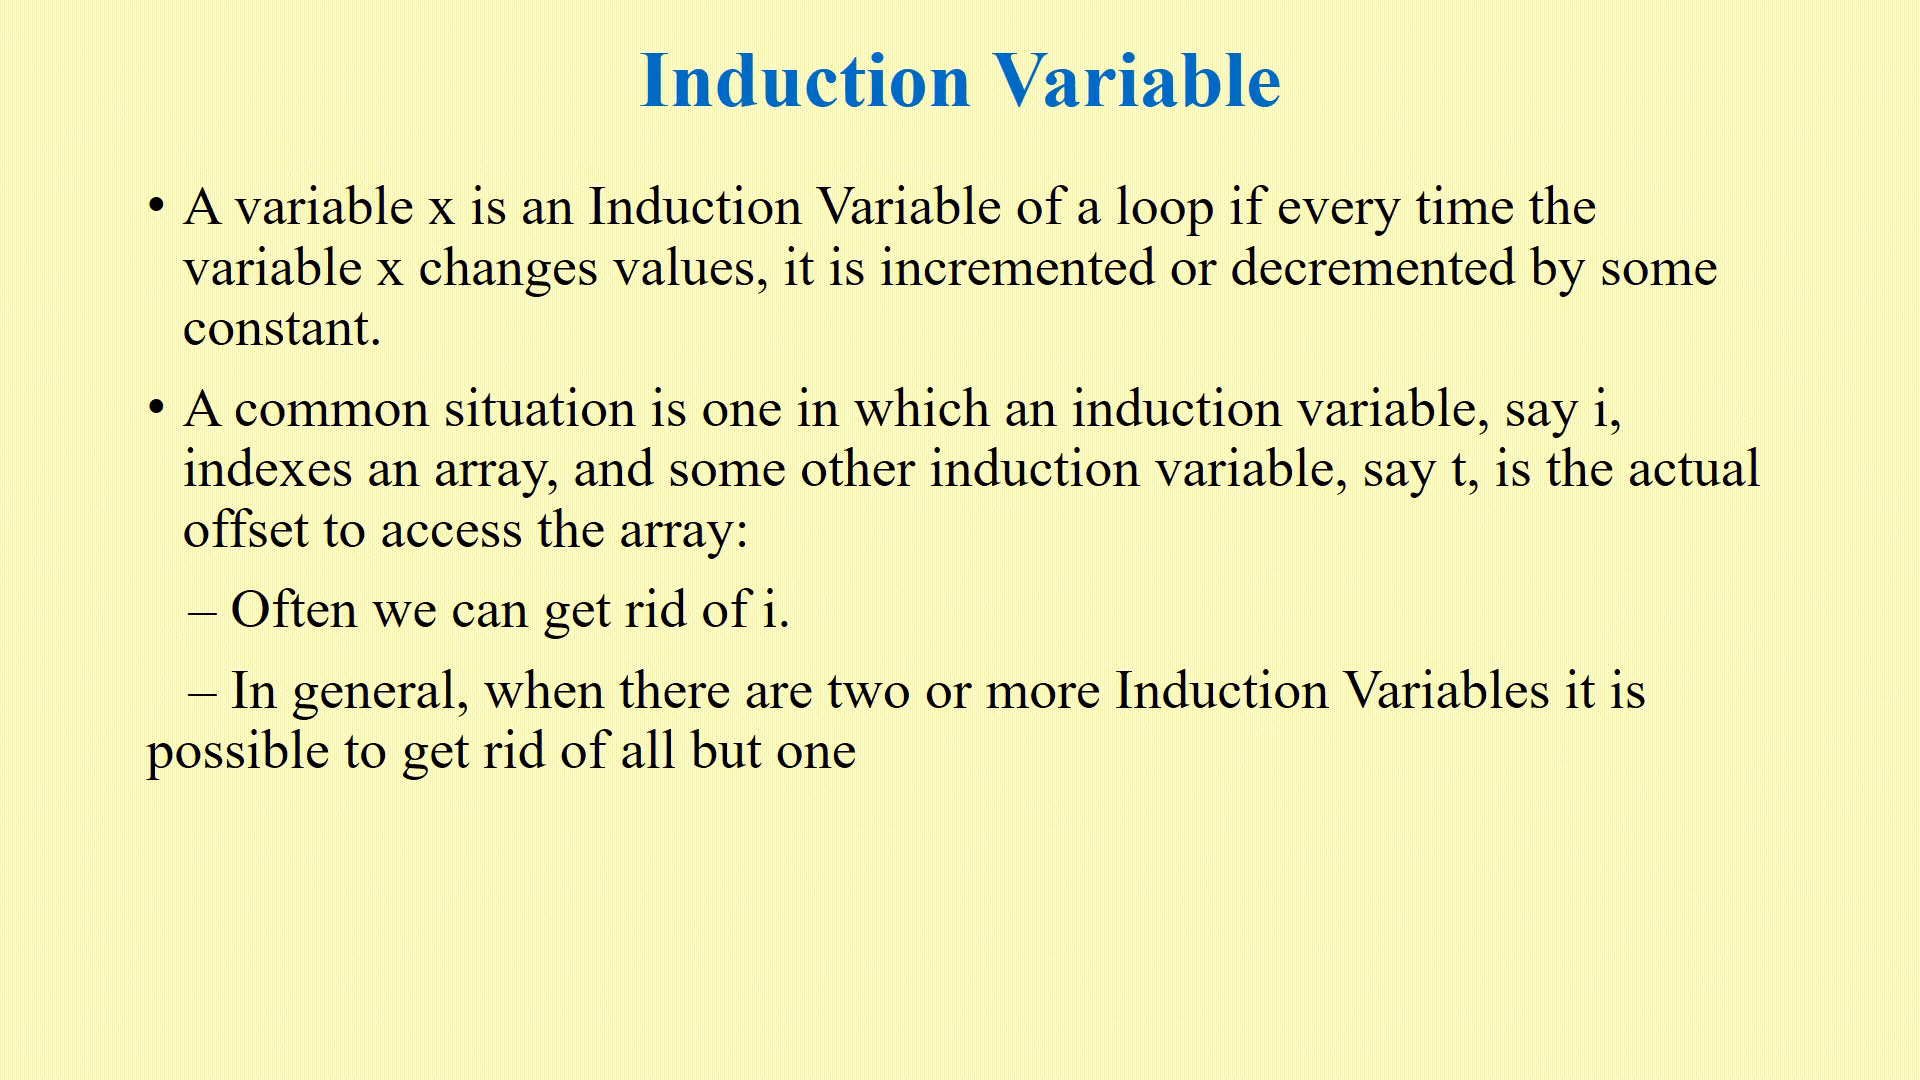 Induction Variable
• A variable x is an Induction Variable of a loop if every time the
variable x changes values, it is incremented or decremented by some
constant.
• A common situation is one in which an induction variable, say i,
indexes an array, and some other induction variable, say t, is the actual
offset to access the array:
– Often we can get rid of i.
– In general, when there are two or more Induction Variables it is
possible to get rid of all but one